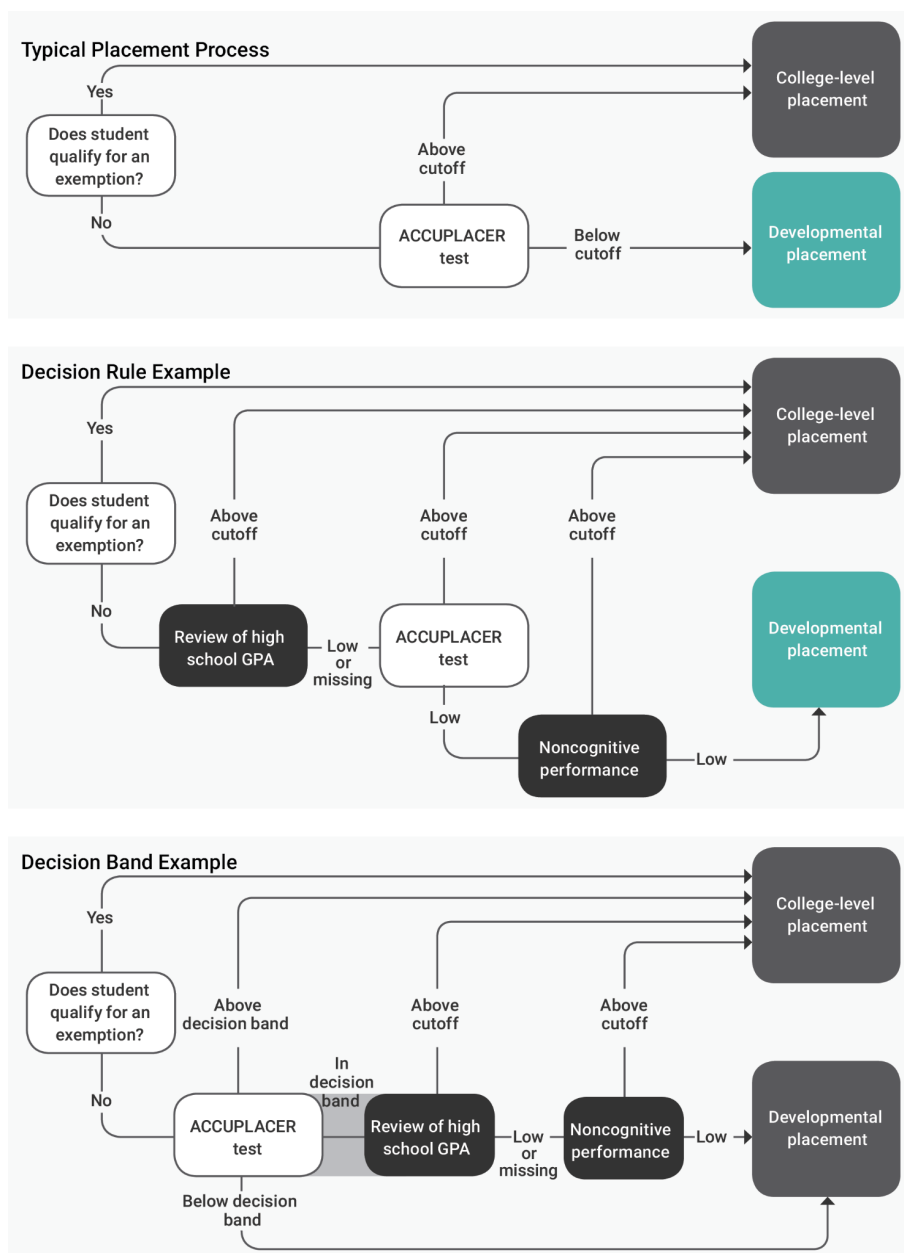 Typical Placement Process
Yes
Does student
qualify for an
exemption?
No
Above
cutoff
ACCUPLACER
test
Below
cutoff
College-level
placement
Developmental
placement
Decision Rule Example
Yes
Does student
qualify for an
exemption?
No
Above
cutoff
Review of high
school GPA
Low
or
missing
Above
cutoff
ACCUPLACER
test
Low
Above
cutoff
Noncognitive
performance
Low
College-level
placement
Developmental
placement
Decision Band Example
Yes
Does student
qualify for an
exemption?
No
Above
decision band
ACCUPLACER
test
Below decision
band
In
decision
band
Above
cutoff
Review of high
school GPA
Low
or
missing
Above
cutoff
Noncognitive
performance
Low
College-level
placement
Developmental
placement